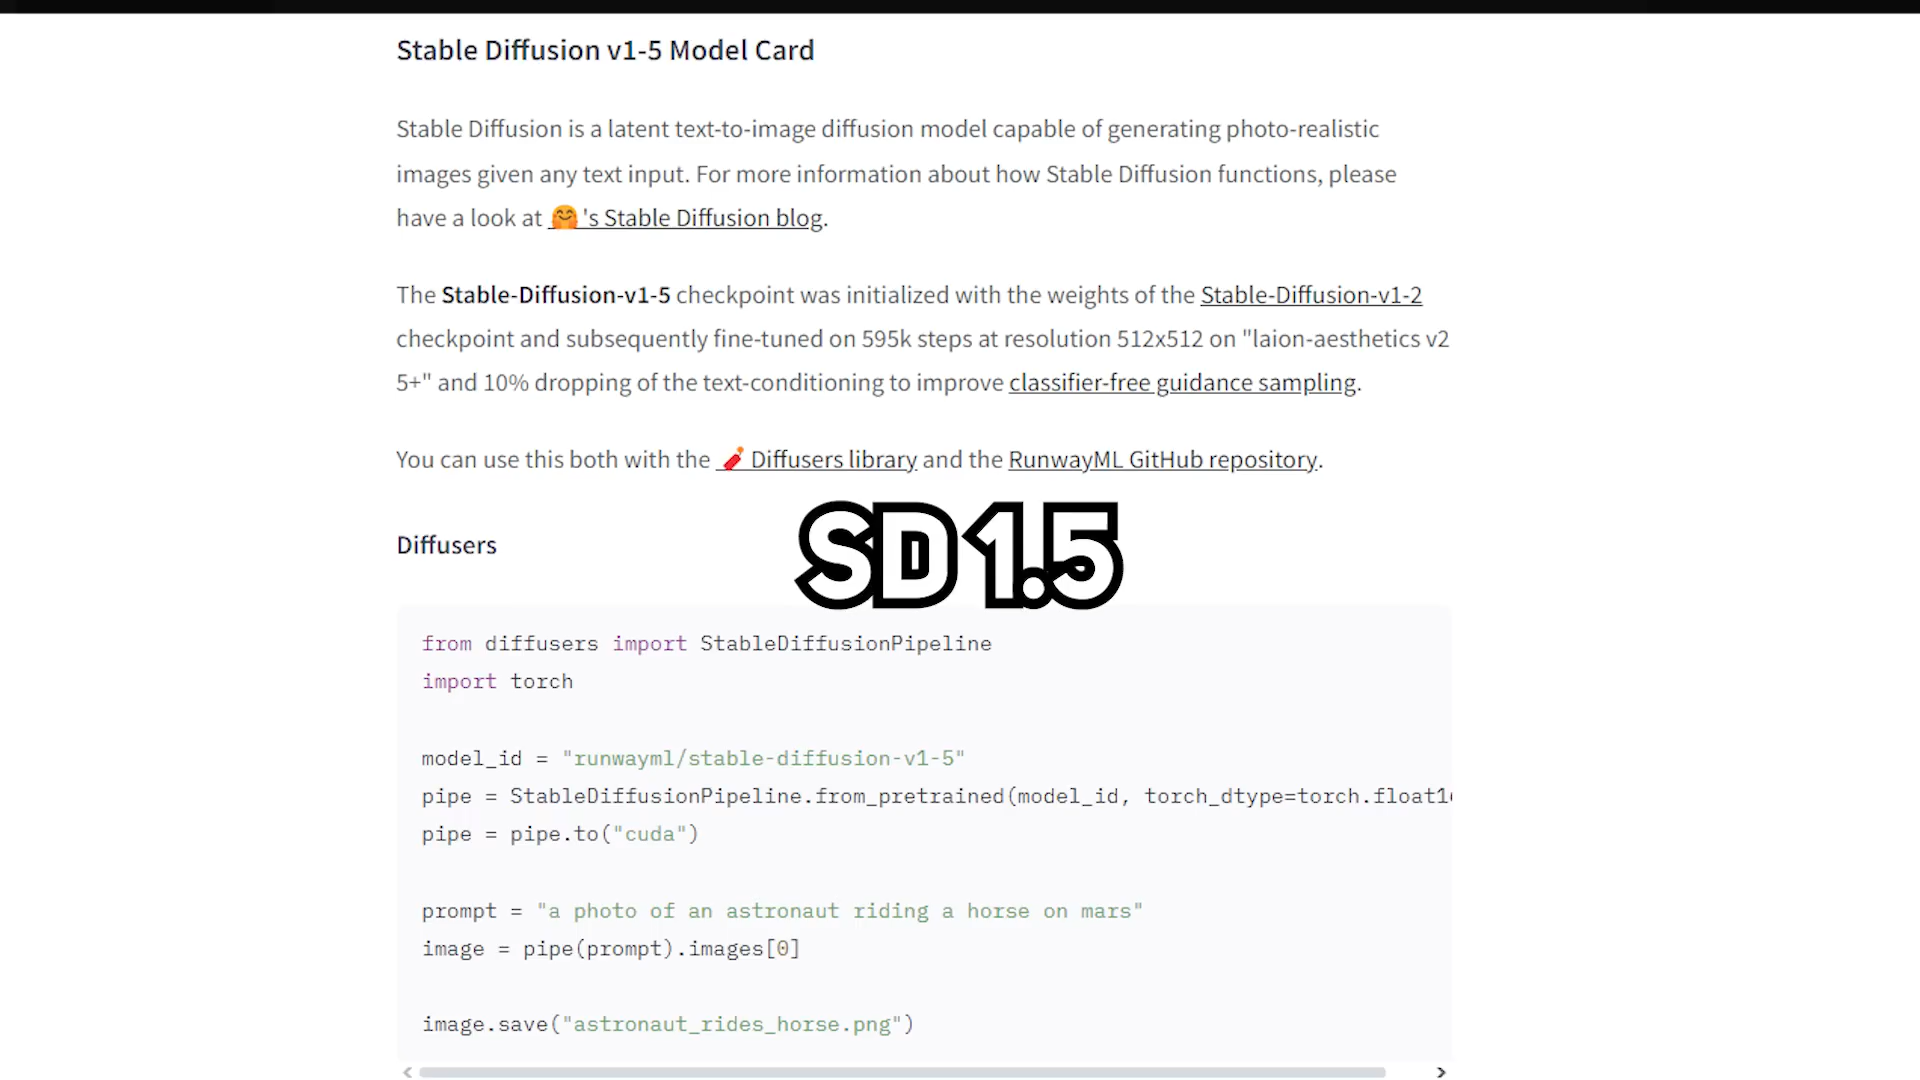 Stable Diffusion v1-5 Model Card
Stable Diffusion is a latent text-to-image diffusion model capable of generating photo-realistic
images given any text input. For more information about how Stable Diffusion functions, please
have a look at 🤗's Stable Diffusion blog.
The Stable-Diffusion-v1-5 checkpoint was initialized with the weights of the Stable-Diffusion-v1-2
checkpoint and subsequently fine-tuned on 595k steps at resolution 512x512 on "laion-aesthetics v2
5+" and 10% dropping of the text-conditioning to improve classifier-free guidance sampling.
You can use this both with the 🧨Diffusers library and the RunwayML GitHub repository.
SD1.5
Diffusers
from diffusers import StableDiffusionPipeline
import torch
model_id = "runwayml/stable-diffusion-v1-5"
pipe = StableDiffusionPipeline.from_pretrained(model_id, torch_dtype=torch.float1
pipe = pipe.to("cuda")
prompt = "a photo of an astronaut riding a horse on mars"
image = pipe(prompt).images[0]
image.save("astronaut_rides_horse.png")